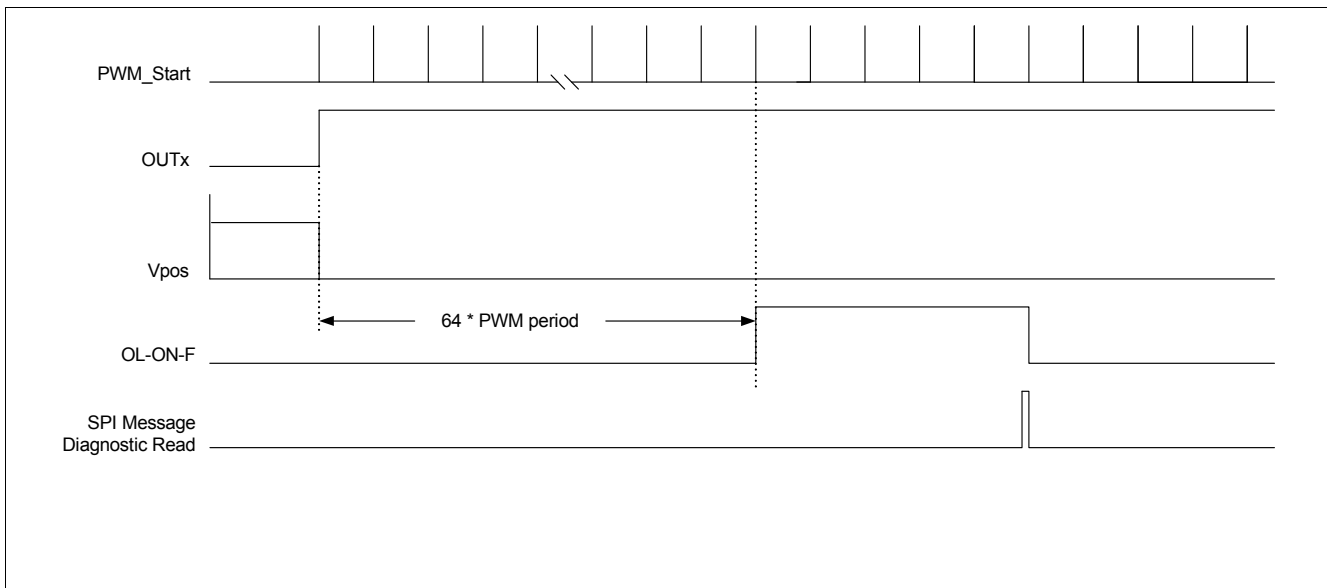 PWM_Start
OUTx
Vpos
64 * PWM period
OL-ON-F
SPI Message
Diagnostic Read